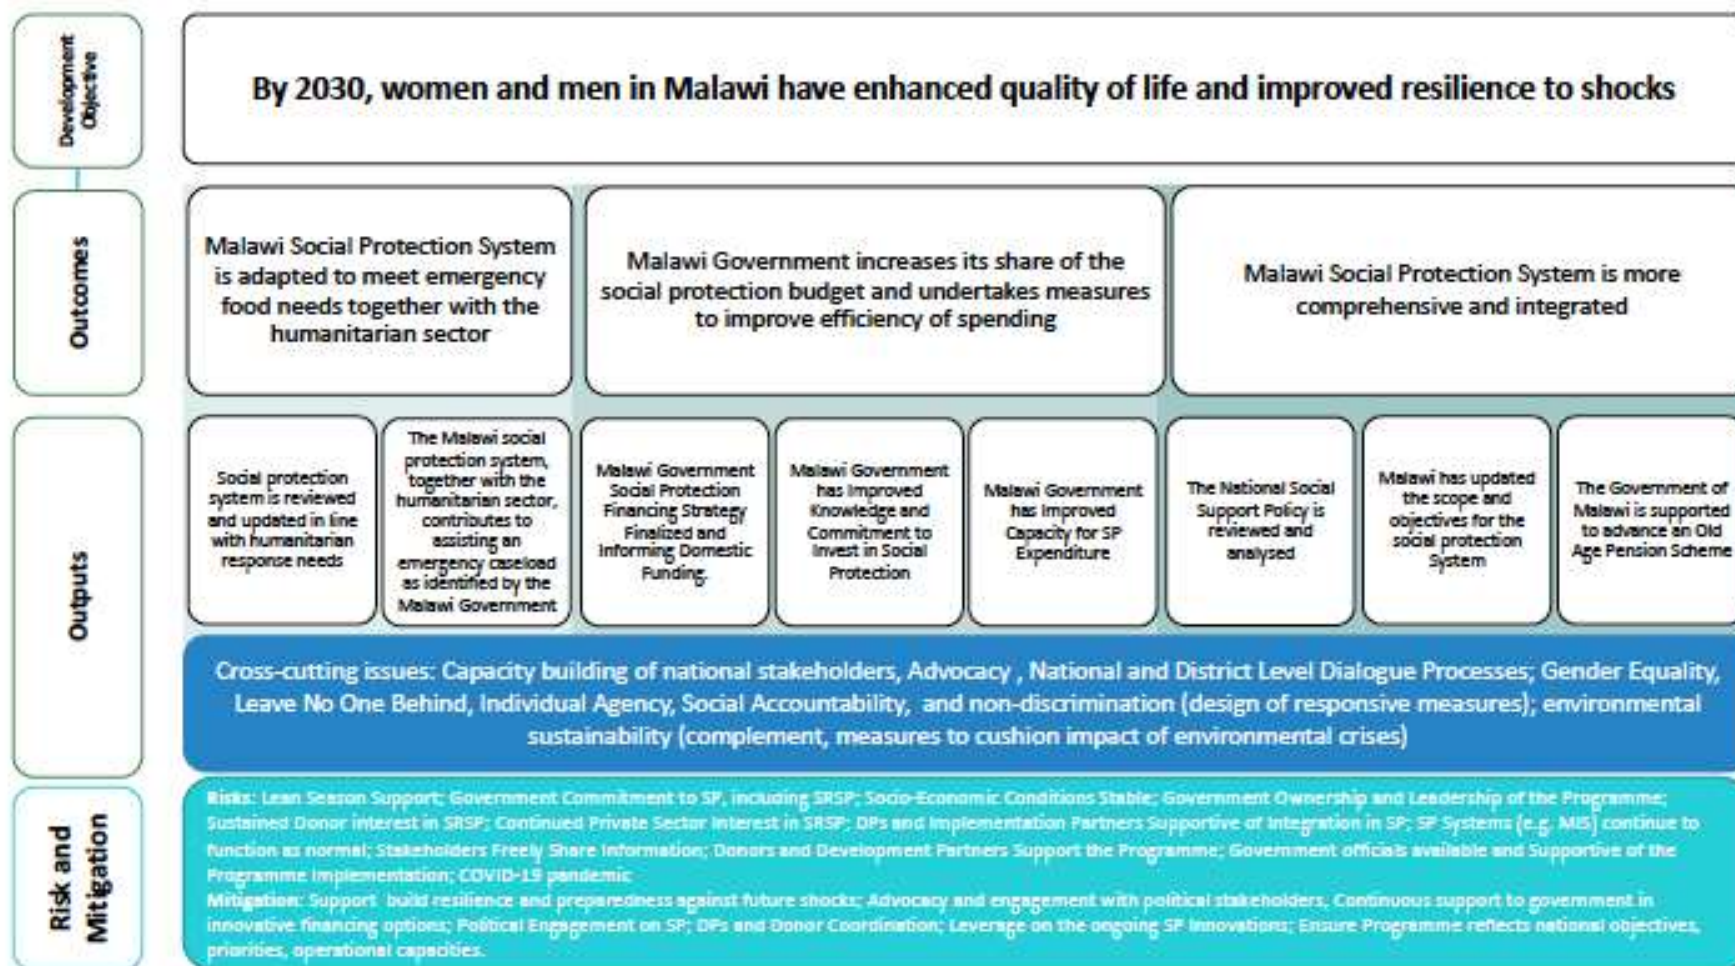 Development
Objective
By 2030, women and men in Malawi have enhanced quality of life and improved resilience to shocks
Outcomes
Malawi Social Protection System
is adapted to meet emergency
food needs together with the
humanitarian sector
Malawi Government increases its share of the
social protection budget and undertakes measures
to improve efficiency of spending
Malawi Social Protection System is more
comprehensive and integrated
Outputs
Social protection
system is reviewed
and updated in line
with humanitarian
response needs
The Malawi social
protection system,
together with the
humanitarian sector,
contributes to
assisting an
emergency caseload
as identified by the
Malawi Government
Malawi Government
Social Protection
Financing Strategy
Finalized and
Informing Domestic
Funding.
Malawi Government
has Improved
Knowledge and
Commitment to
Invest in Social
Protection
Malawi Government
has Improved
Capacity for SP
Expenditure
The National Social
Support Policy is
reviewed and
analysed
Malawi has updated
the scope and
objectives for the
social protection
System
The Government of
Malawi is supported
to advance an Old
Age Pension Scheme
Cross-cutting issues: Capacity building of national stakeholders, Advocacy , National and District Level Dialogue Processes; Gender Equality,
Leave No One Behind, Individual Agency, Social Accountability, and non-discrimination (design of responsive measures); environmental
sustainability (complement, measures to cushion impact of environmental crises)
Risk and
Mitigation
Risks: Lean Season Support; Government Commitment to SP, including SRSP; Socio-Economic Conditions Stable; Government Ownership and Leadership of the Programme;
Sustained Donor interest in SRSP; Continued Private Sector Interest in SRSP; DPs and Implementation Partners Supportive of Integration in SP; SP Systems (e.g. MIS) continue to
function as normal; Stakeholders Freely Share Information; Donors and Development Partners Support the Programme; Government officials available and Supportive of the
Programme Implementation; COVID-19 pandemic
Mitigation: Support build resilience and preparedness against future shocks; Advocacy and engagement with political stakeholders, Continuous support to government in
innovative financing options; Political Engagement on SP; DPs and Donor Coordination; Leverage on the ongoing SP Innovations; Ensure Programme reflects national objectives,
priorities, operational capacities.